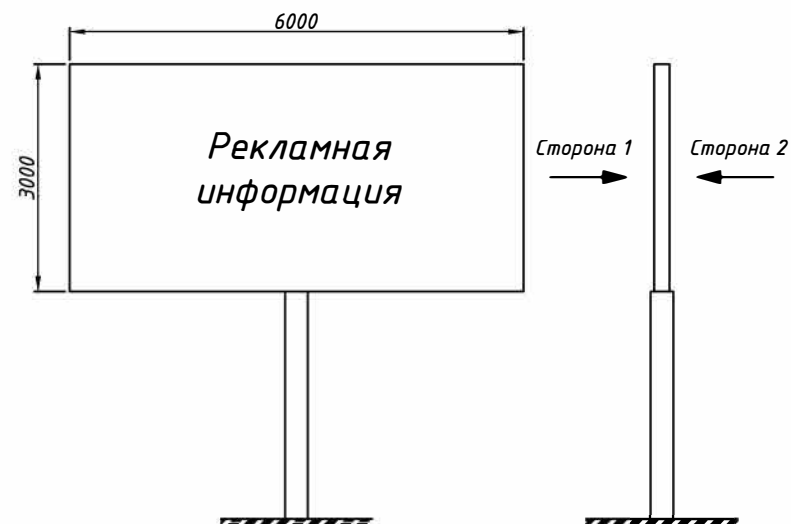 6000
3000
Рекламная
информация
Сторона 1
Сторона 2